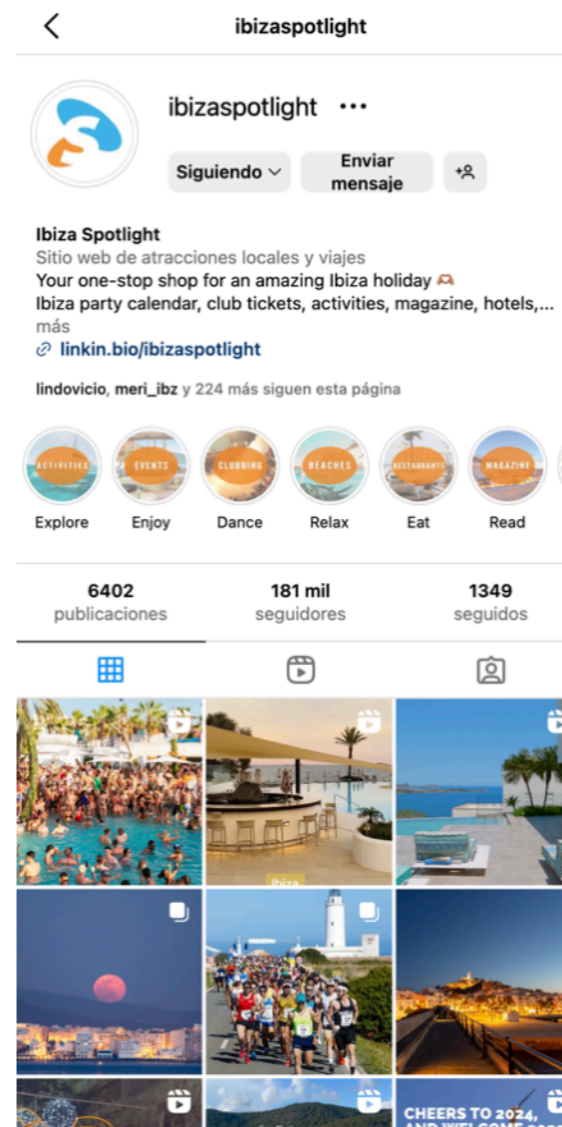 ibizaspotlight
ibizaspotlight
Siguiendo
Enviar
mensaje
Ibiza Spotlight
Sitio web de atracciones locales y viajes
Your one-stop shop for an amazing Ibiza holiday
Ibiza party calendar, club tickets, activities, magazine, hotels,...
más
linkin.bio/ibizaspotlight
lindovicio, meri_ibz y 224 más siguen esta página
ACTIVITIES EVENTS CLUBBING BEACHES RESTAURANTS MAGAZINE
Explore Enjoy Dance Relax Eat Read
6402 181 mil 1349
publicaciones seguidores seguidos
Ibiza
CHEERS TO 2024,
AND WELCOME 2025